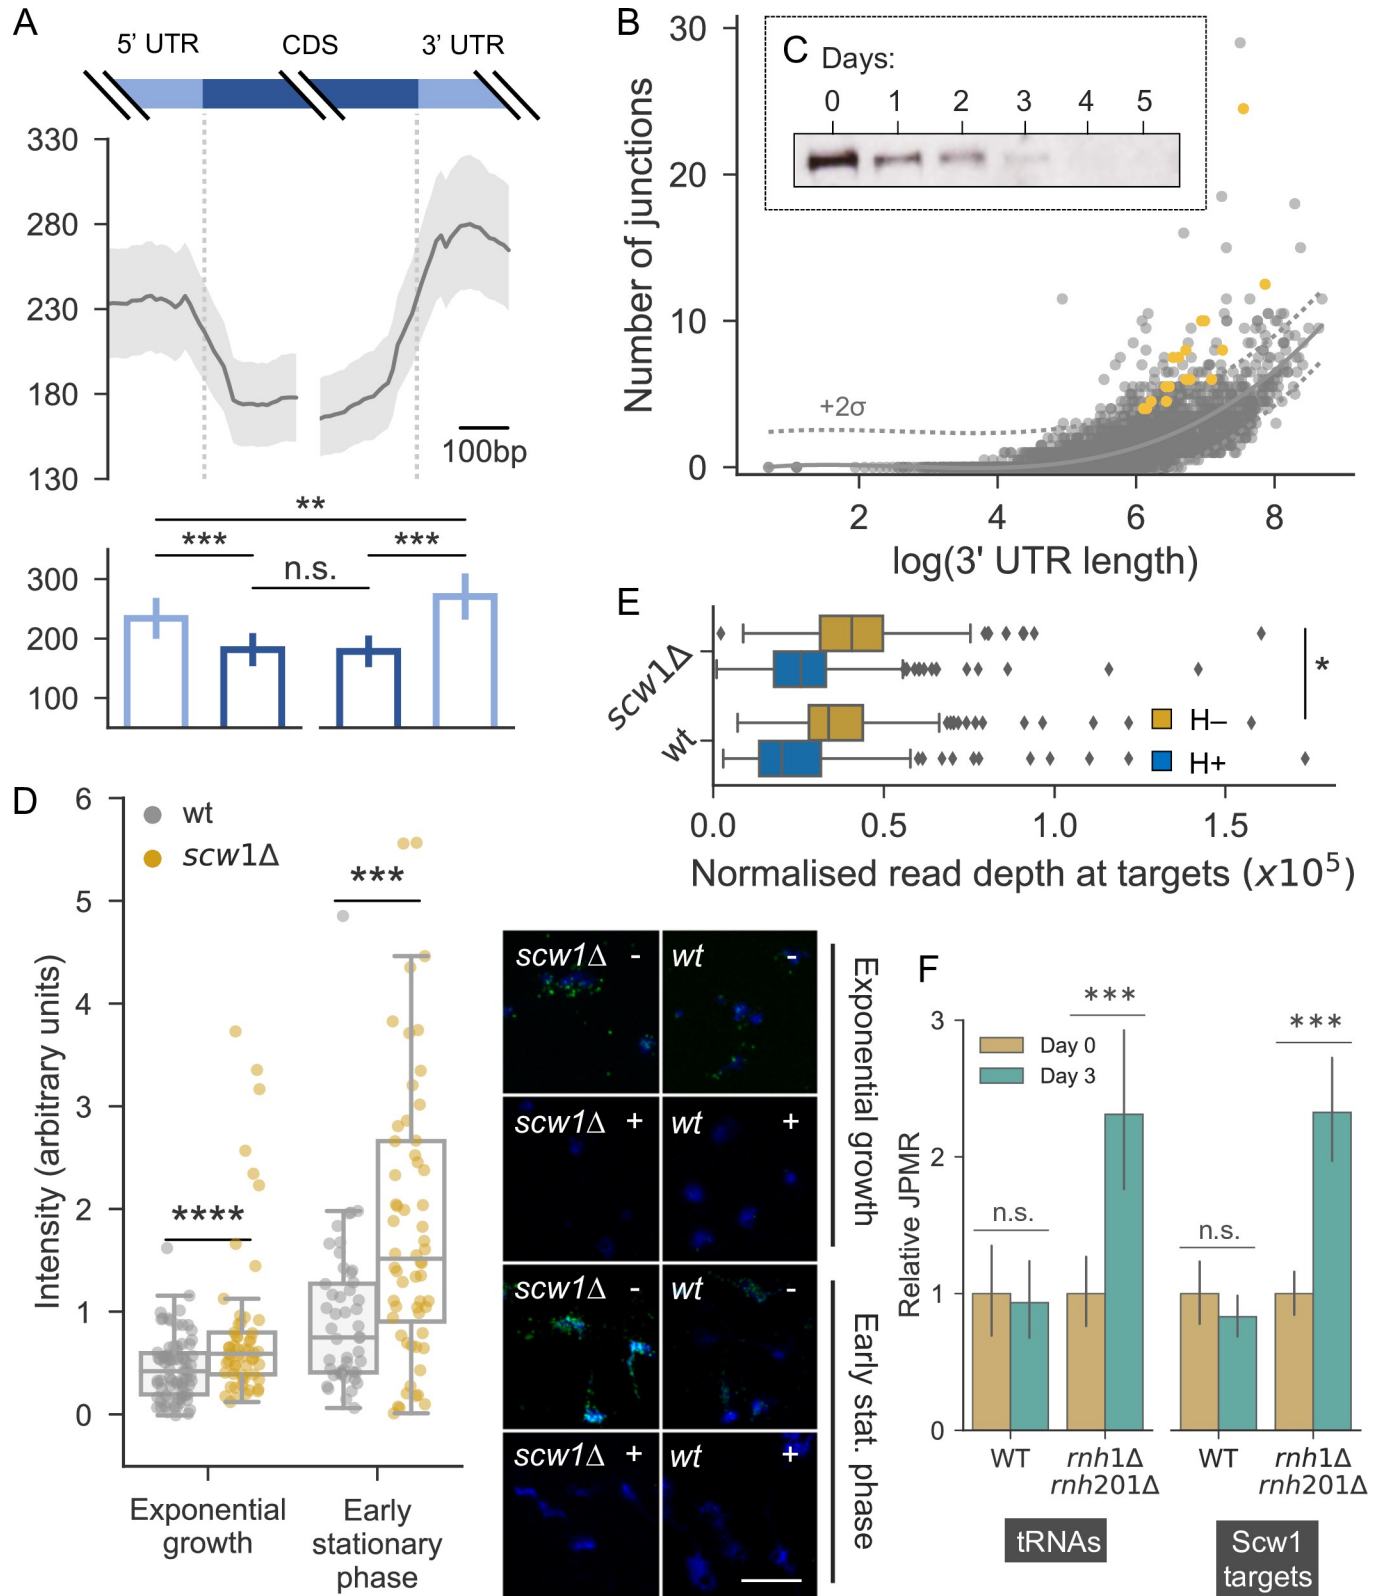 A
5' UTR CDS 3' UTR
330
280
230
180
130
100bp
**
*** n.s. ***
300
200
100
B
Number of junctions
30
20
10
0
+2σ
2 4 6 8
log(3' UTR length)
C Days:
0 1 2 3 4 5
D
Intensity (arbitrary units)
6
5
4
3
2
1
0
wt
scw1Δ
****
***
Exponential
growth
Early
stationary
phase
scw1Δ - wt -
scw1Δ + wt +
Exponential growth
scw1Δ - wt -
scw1Δ + wt +
Early stat. phase
E
scw1Δ
wt
*
H–
H+
0.0 0.5 1.0 1.5
Normalised read depth at targets (x10⁵)
F
Relative JPMR
3
2
1
0
Day 0
Day 3
n.s. *** n.s. ***
WT rnh1Δ WT rnh1Δ
rnh201Δ rnh201Δ
tRNAs
Scw1
targets